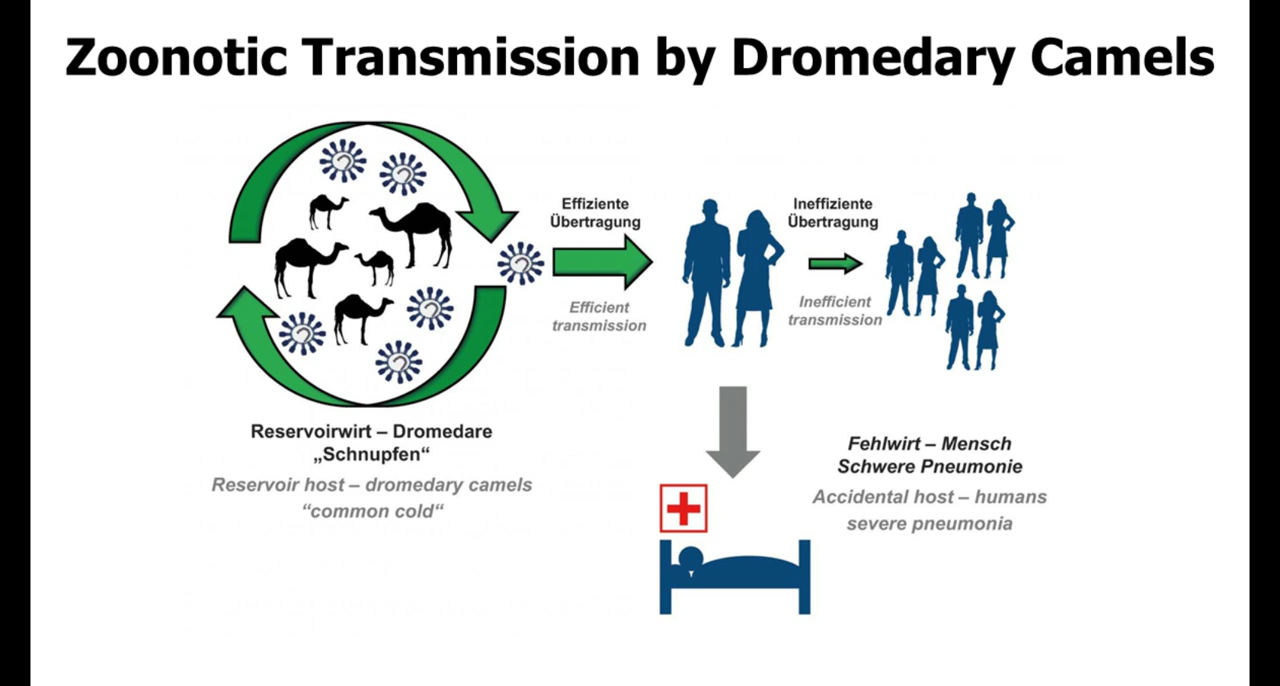 Zoonotic Transmission by Dromedary Camels
Effiziente
Übertragung
Efficient
transmission
Ineffiziente
Übertragung
Inefficient
transmission
Reservoirwirt – Dromedare
„Schnupfen“
Reservoir host – dromedary camels
“common cold“
Fehlwirt – Mensch
Schwere Pneumonie
Accidental host – humans
severe pneumonia